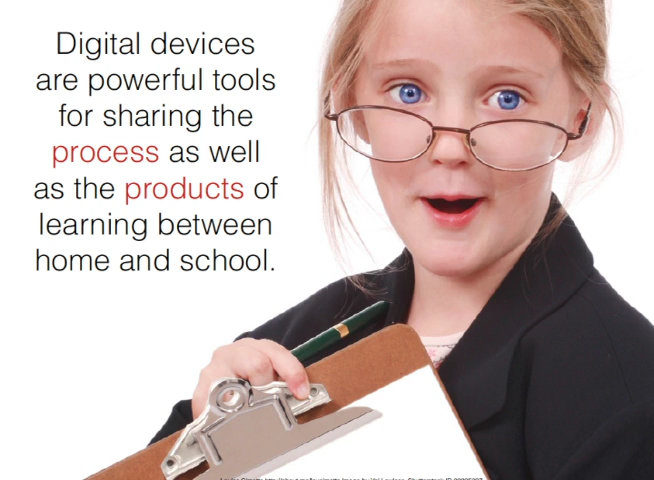 Digital devices
are powerful tools
for sharing the
process as well
as the products of
learning between
home and school.